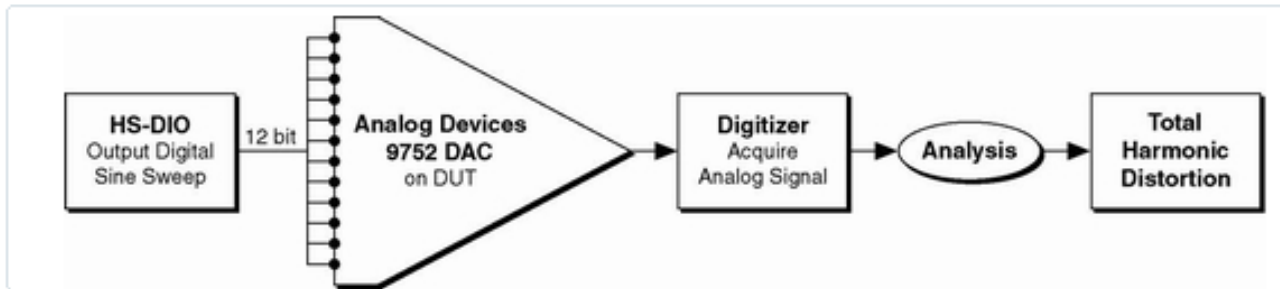 HS-DIO
Output Digital
Sine Sweep
12 bit
Analog Devices
9752 DAC
on DUT
Digitizer
Acquire
Analog Signal
Analysis
Total
Harmonic
Distortion